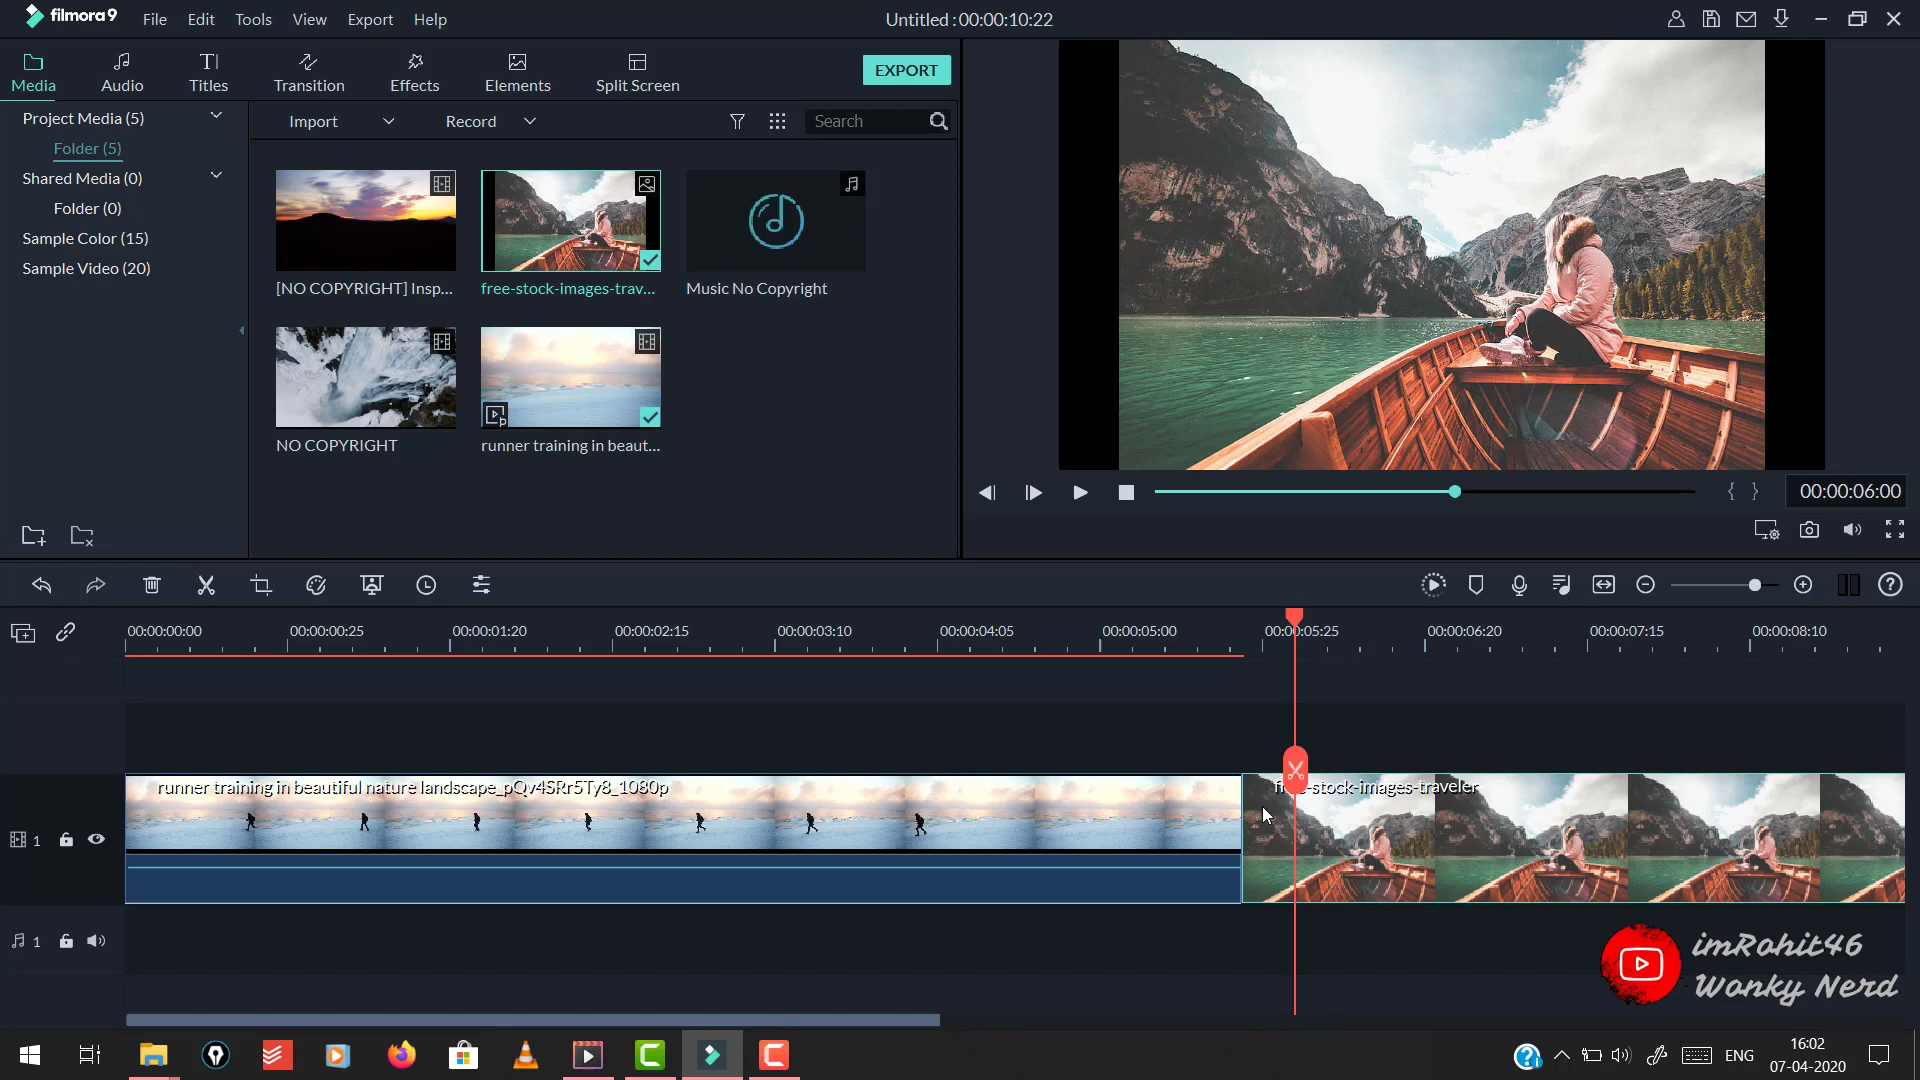 filmora9
File Edit Tools View Export Help
Untitled : 00:00:10:22
Media Audio Titles Transition Effects Elements Split Screen
EXPORT
Project Media (5)
Folder (5)
Shared Media (0)
Folder (0)
Sample Color (15)
Sample Video (20)
Import Record Search
[NO COPYRIGHT] Insp...
free-stock-images-trav...
Music No Copyright
NO COPYRIGHT
runner training in beaut...
{ } 00:00:06:00
00:00:00:00 00:00:00:25 00:00:01:20 00:00:02:15 00:00:03:10 00:00:04:05 00:00:05:00 00:00:05:25 00:00:06:20 00:00:07:15 00:00:08:10
runner training in beautiful nature landscape_pQv4SRr5Ty8_1080p
-stock-images-traveler
1
1
imRohit46
Wonky Nerd
ENG
16:02
07-04-2020